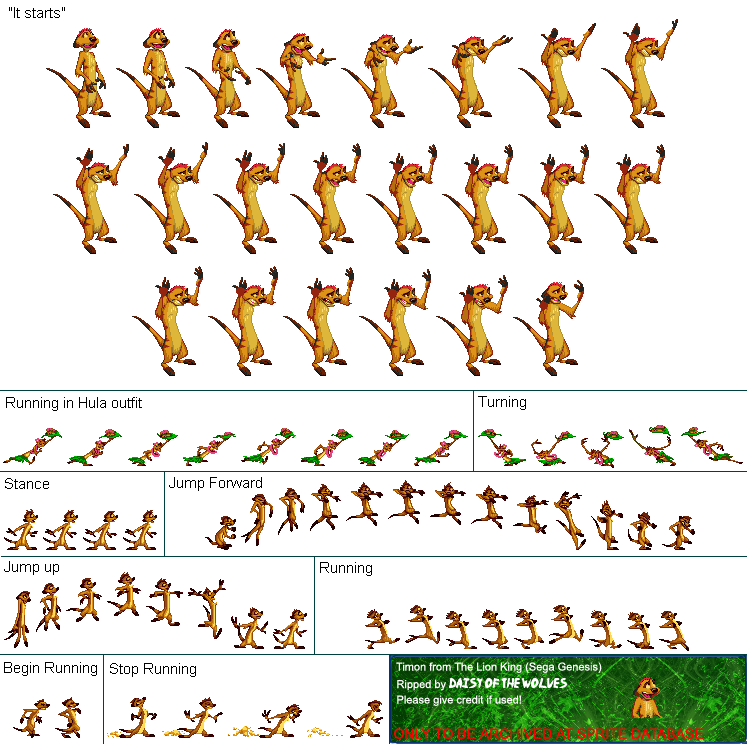 "It starts"
Running in Hula outfit
Turning
Stance
Jump Forward
Jump up
Running
Begin Running
Stop Running
Timon from The Lion King (Sega Genesis)
Ripped by DAISY OF THE WOLVES
Please give credit if used!
ONLY TO BE ARCHIVED AT SPRITE DATABASE